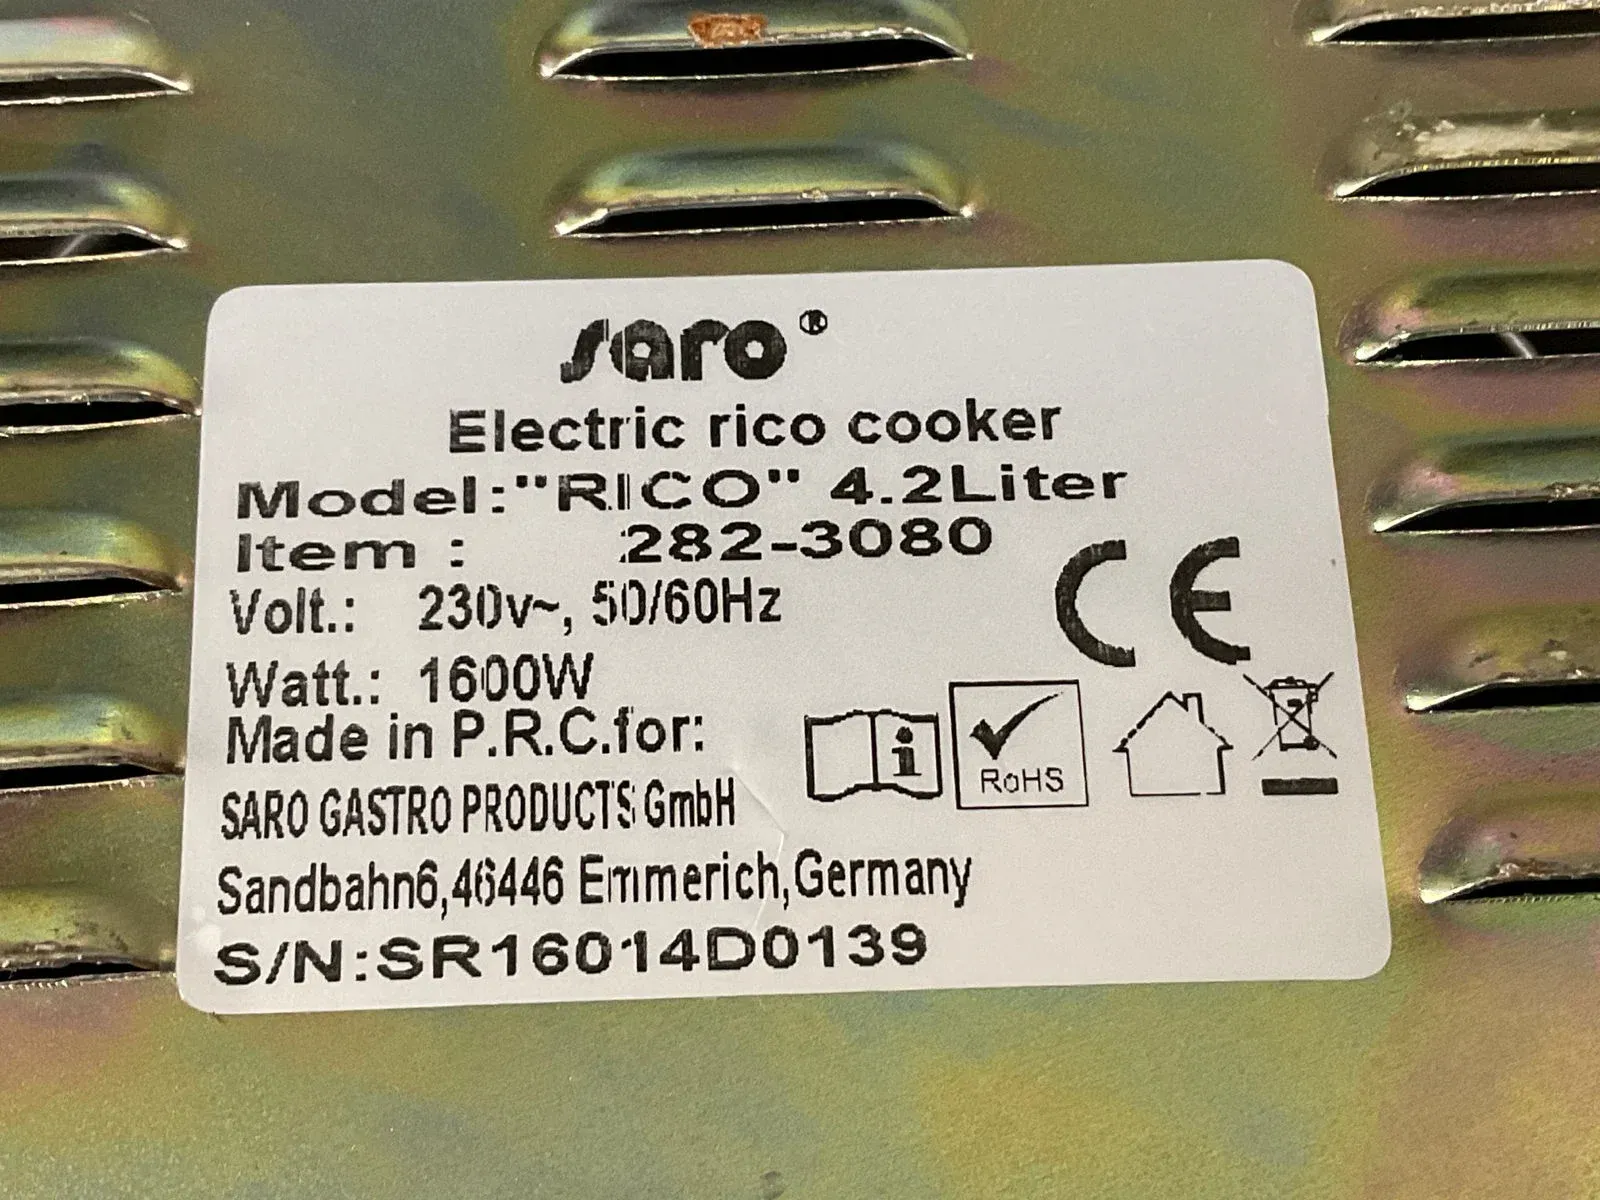 saro®
Electric rico cooker
Model:"RICO" 4.2Liter
Item : 282-3080
Volt.: 230v~, 50/60Hz
CE
Watt.: 1600W
Made in P.R.C.for:
i
RoHS
SARO GASTRO PRODUCTS GmbH
Sandbahn6,46446 Emmerich,Germany
S/N:SR16014D0139